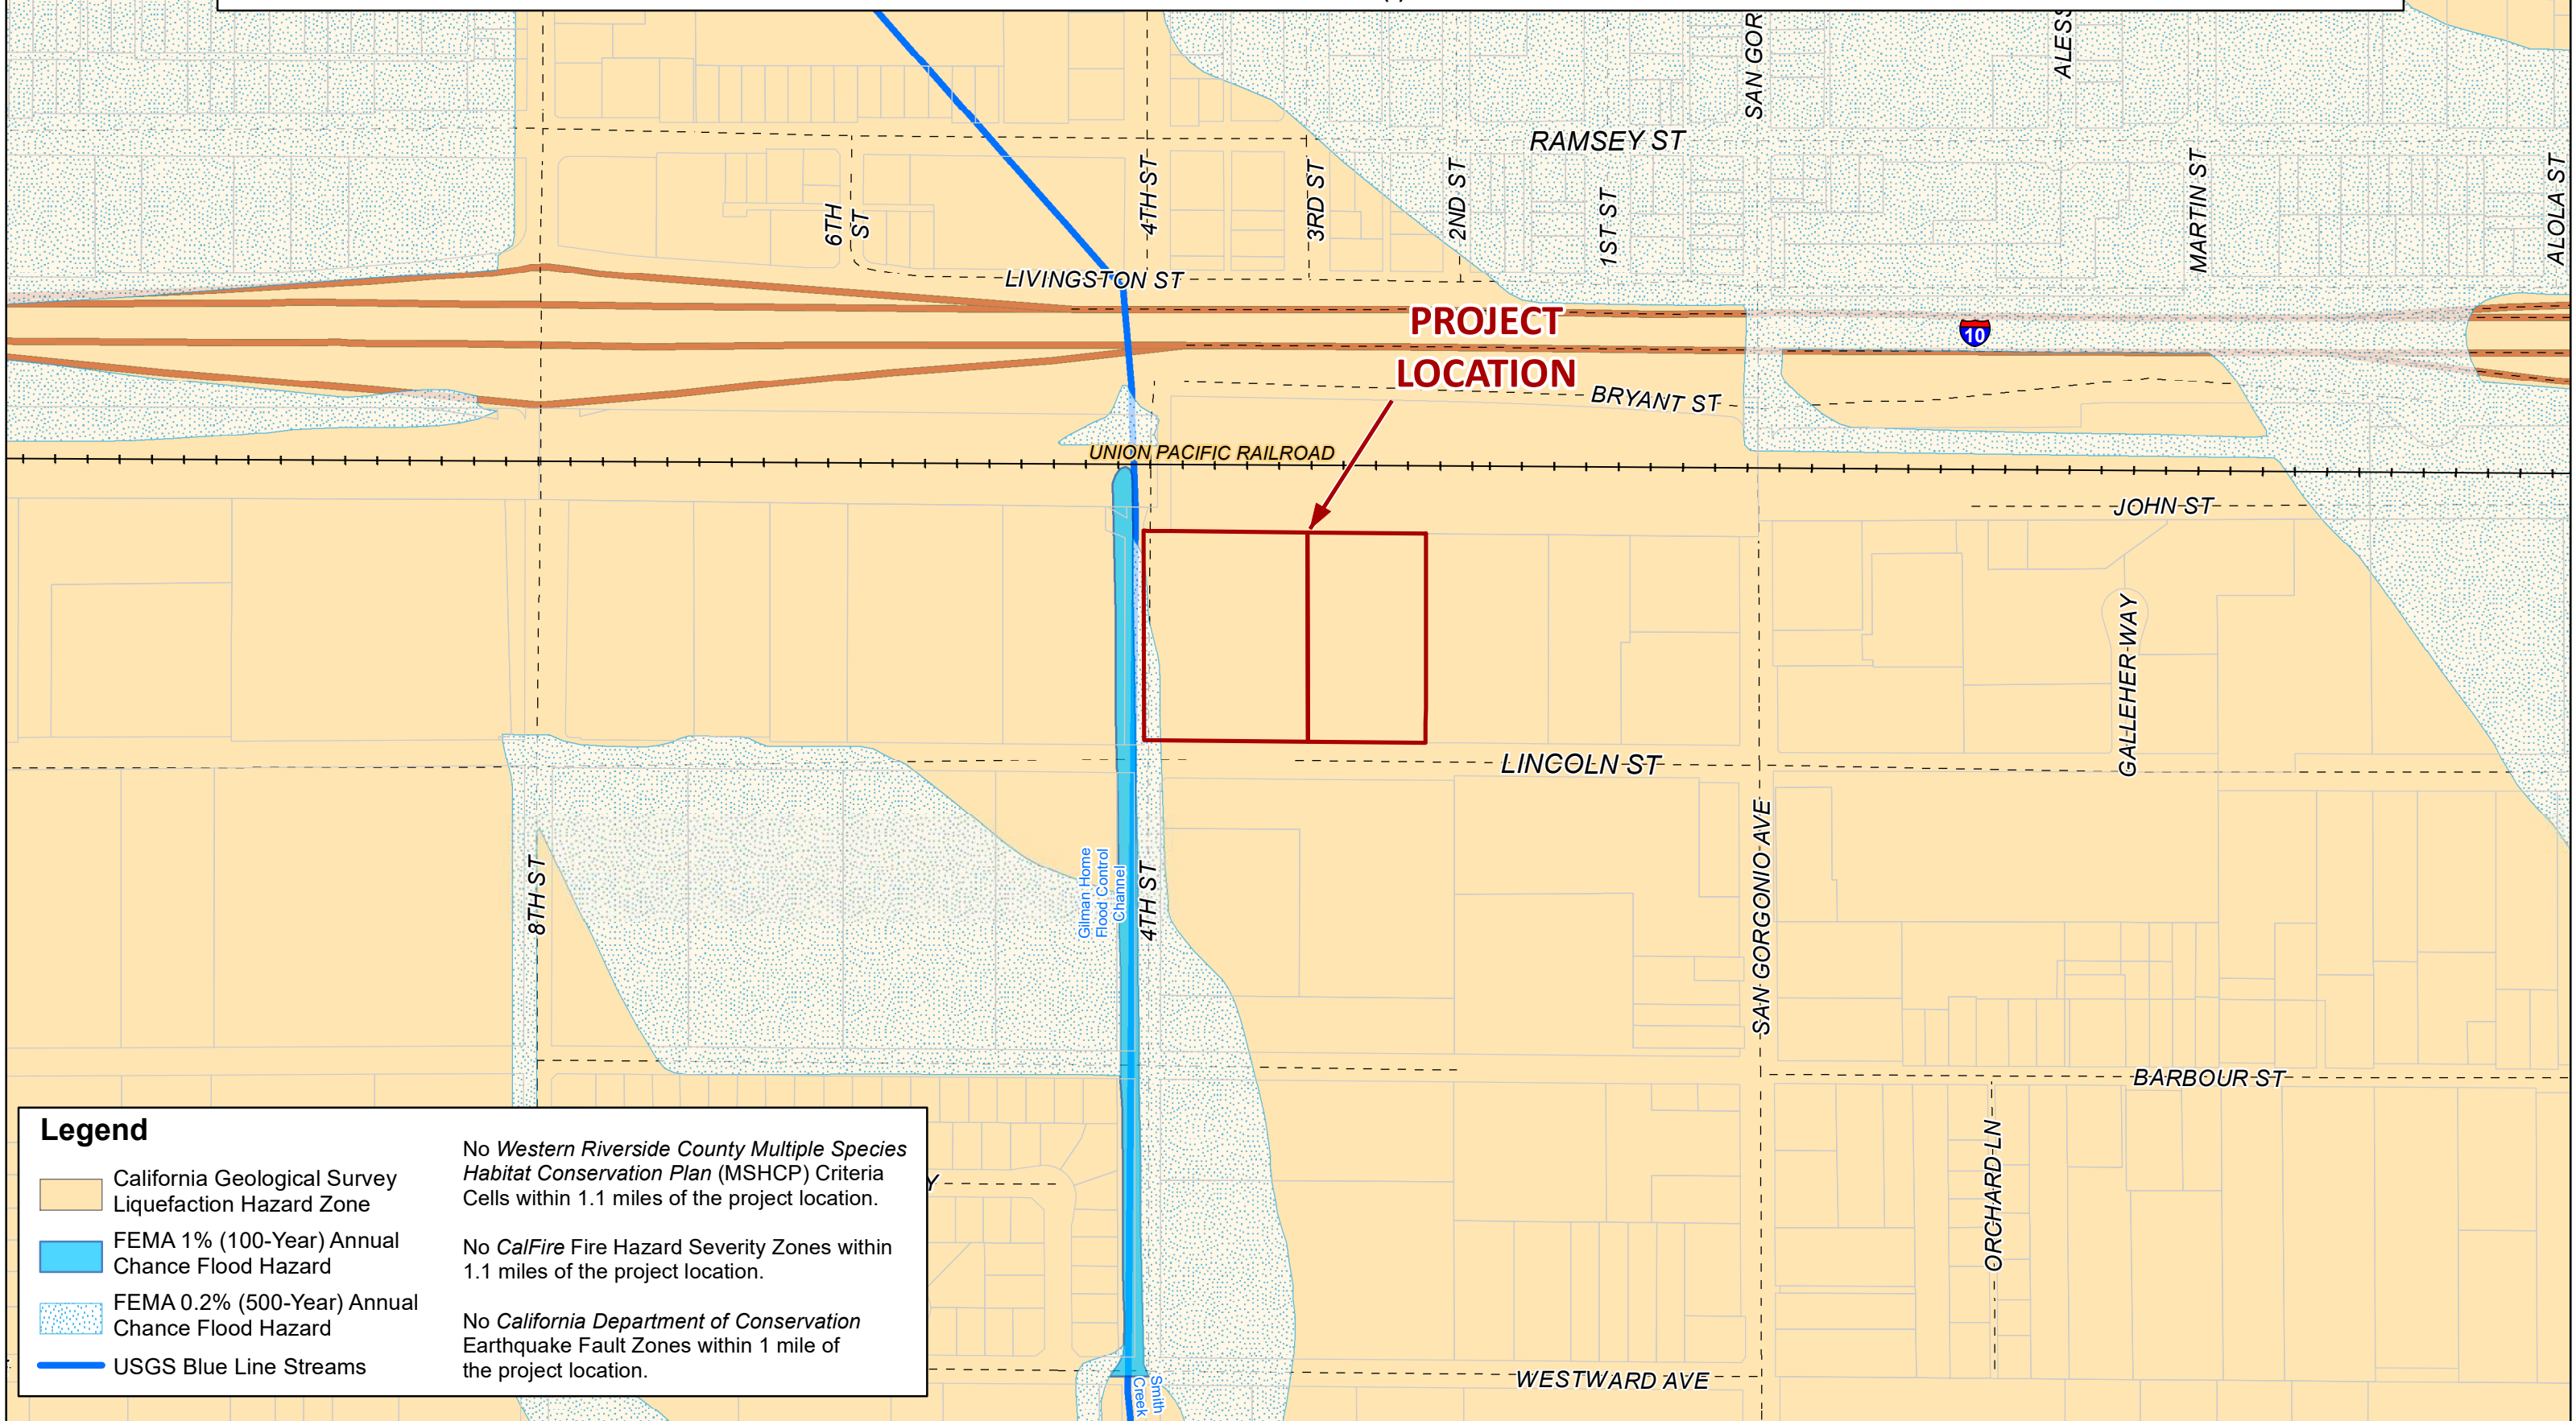 SAN GOR
ALESS
RAMSEY ST
6TH
ST
4TH ST
3RD ST
2ND ST
1ST ST
MARTIN ST
ALOLA ST
LIVINGSTON ST
PROJECT
LOCATION
10
BRYANT ST
UNION PACIFIC RAILROAD
JOHN ST
GALLEHER WAY
LINCOLN ST
8TH ST
Gilman Home
Flood Control
Channel
4TH ST
SAN GORGONIO AVE
BARBOUR ST
ORCHARD LN
Y
WESTWARD AVE
Smith
Creek
Legend
California Geological Survey
Liquefaction Hazard Zone
FEMA 1% (100-Year) Annual
Chance Flood Hazard
FEMA 0.2% (500-Year) Annual
Chance Flood Hazard
USGS Blue Line Streams
No Western Riverside County Multiple Species
Habitat Conservation Plan (MSHCP) Criteria
Cells within 1.1 miles of the project location.
No CalFire Fire Hazard Severity Zones within
1.1 miles of the project location.
No California Department of Conservation
Earthquake Fault Zones within 1 mile of
the project location.